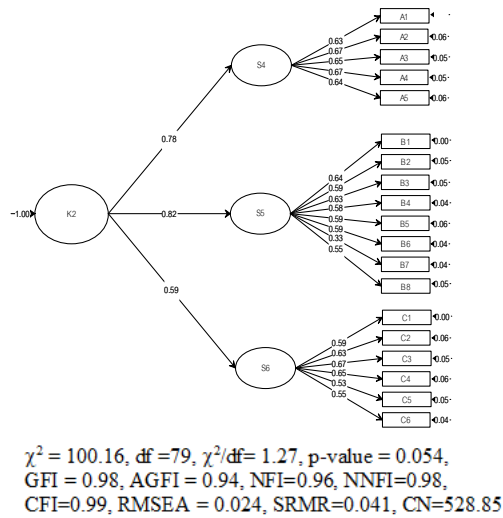 A1
0.63
A2
0.06
0.67
A3
0.05
0.65
A4
0.05
0.67
A5
0.06
0.64
S4
0.78
B1
0.00
0.64
B2
0.05
0.59
B3
0.05
0.63
B4
0.04
0.58
B5
0.06
0.59
B6
0.04
0.59
B7
0.04
0.33
B8
0.05
0.55
−1.00
K2
0.82
S5
0.59
C1
0.00
0.59
C2
0.06
0.63
C3
0.05
0.67
C4
0.06
0.65
C5
0.05
0.53
C6
0.04
0.55
S6
χ² = 100.16, df =79, χ²/df= 1.27, p-value = 0.054,
GFI = 0.98, AGFI = 0.94, NFI=0.96, NNFI=0.98,
CFI=0.99, RMSEA = 0.024, SRMR=0.041, CN=528.85